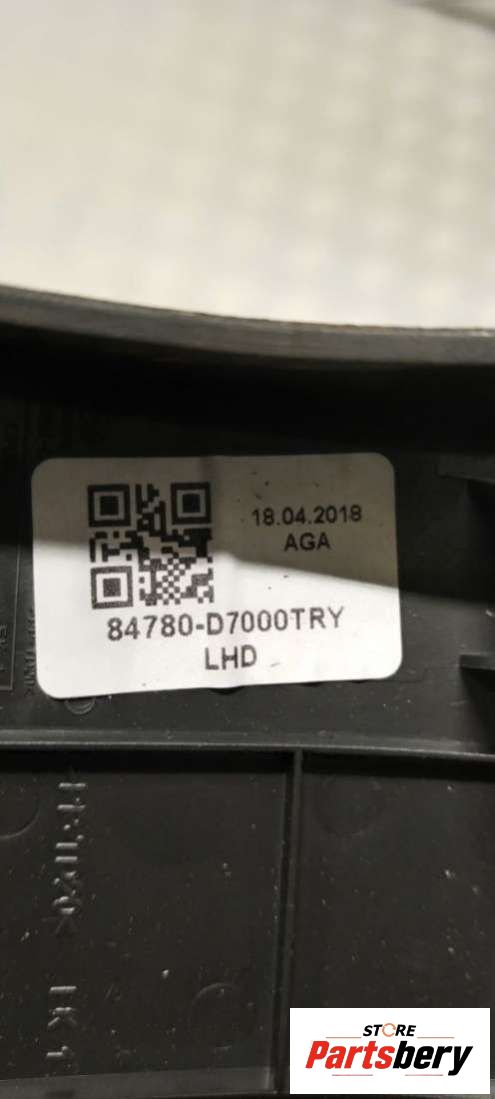 18.04.2018
AGA
84780-D7000TRY
LHD
STORE
Partsbery